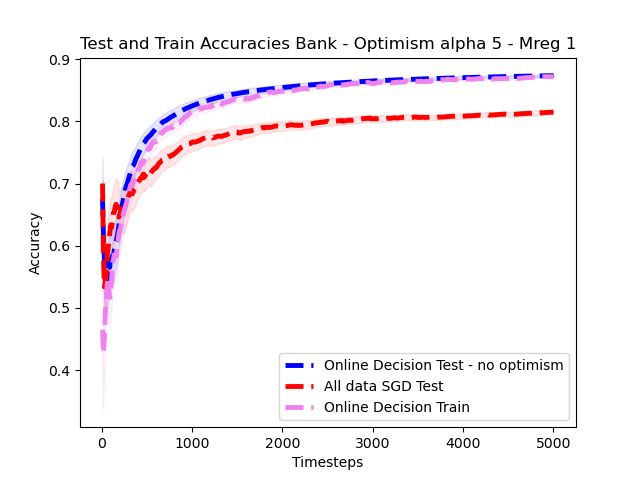 Test and Train Accuracies Bank - Optimism alpha 5 - Mreg 1
0.9
0.8
0.7
0.6
0.5
0.4
Accuracy
Online Decision Test - no optimism
All data SGD Test
Online Decision Train
0 1000 2000 3000 4000 5000
Timesteps